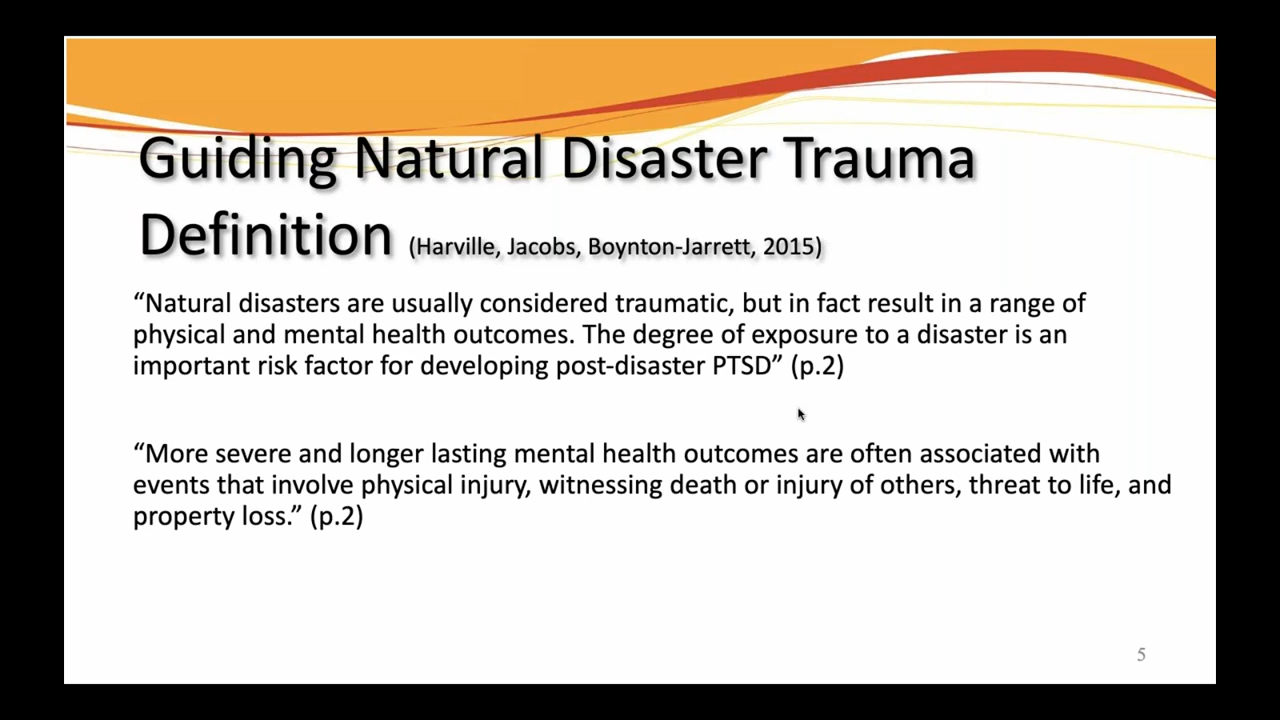 Guiding Natural Disaster Trauma
Definition (Harville, Jacobs, Boynton-Jarrett, 2015)
“Natural disasters are usually considered traumatic, but in fact result in a range of
physical and mental health outcomes. The degree of exposure to a disaster is an
important risk factor for developing post-disaster PTSD” (p.2)
“More severe and longer lasting mental health outcomes are often associated with
events that involve physical injury, witnessing death or injury of others, threat to life, and
property loss.” (p.2)
5